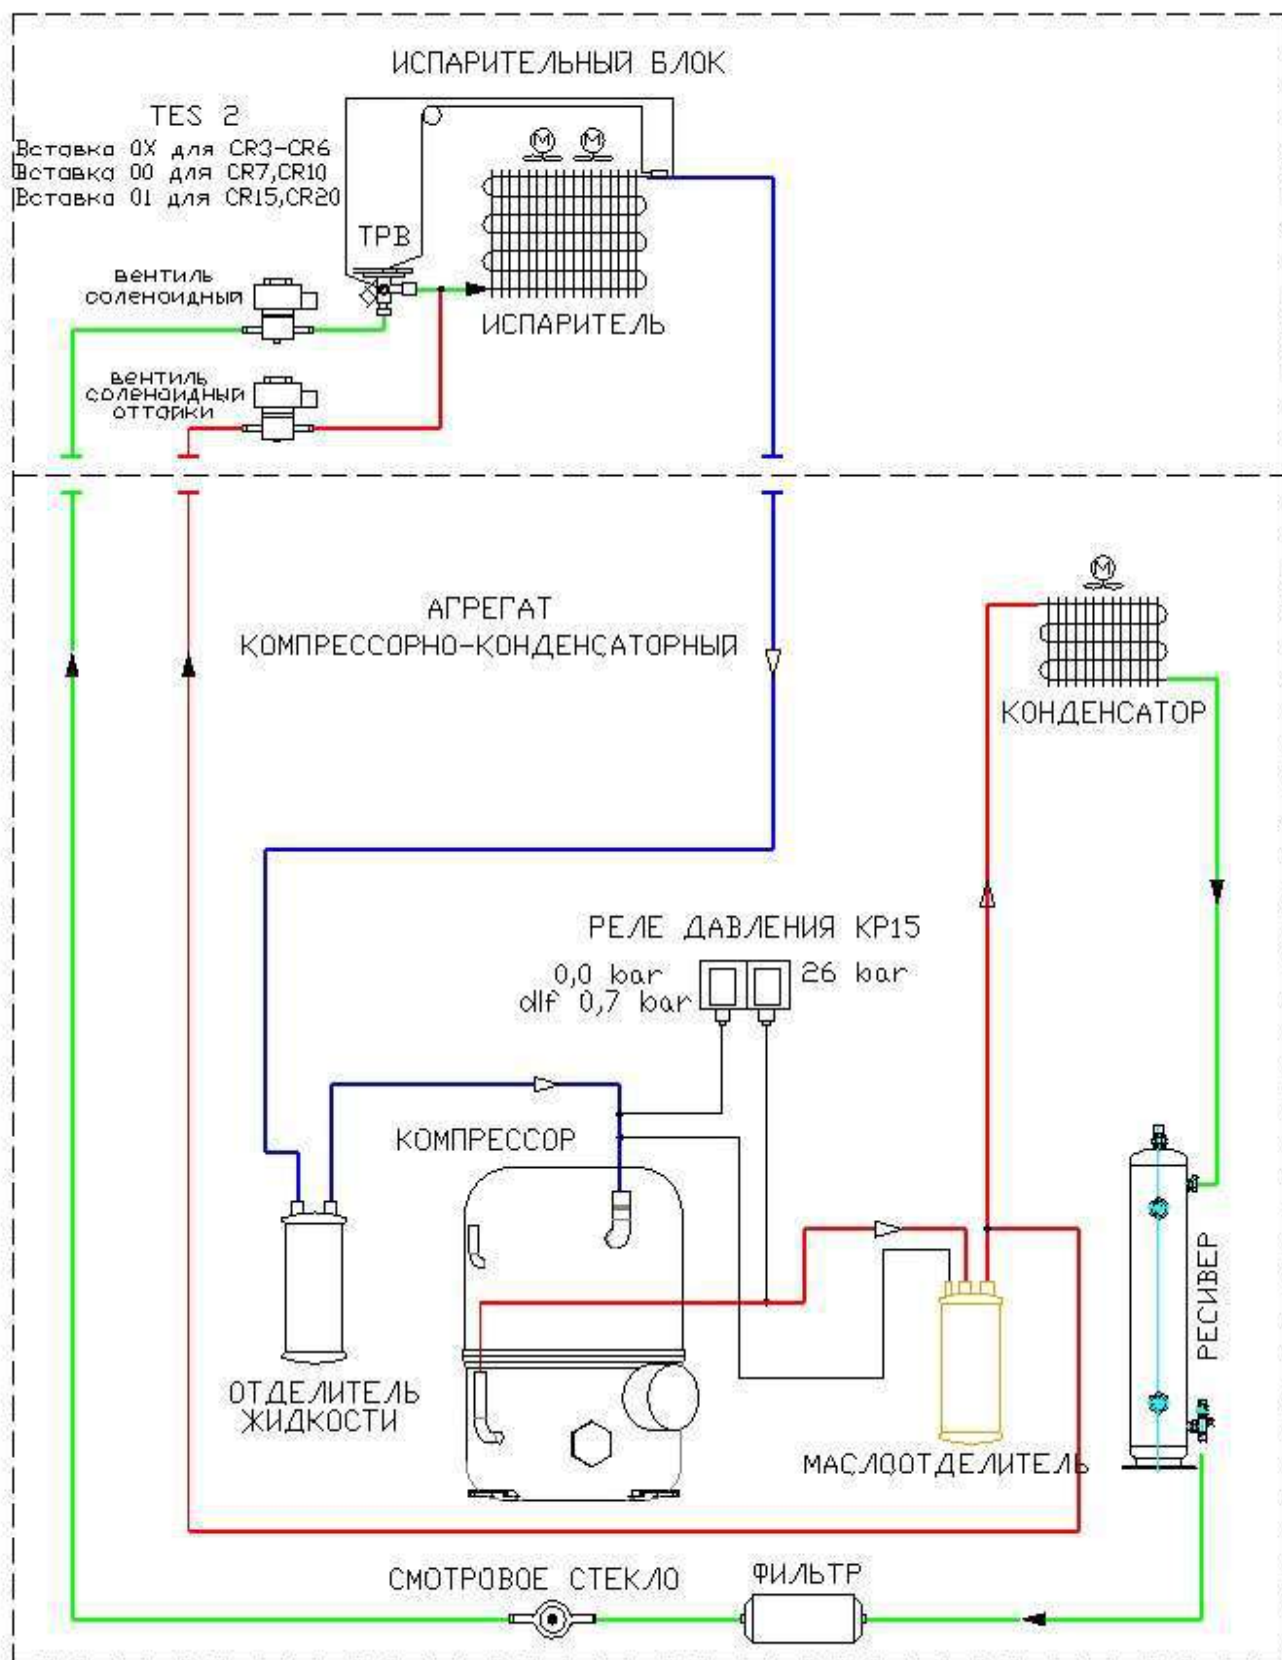 ИСПАРИТЕЛЬНЫЙ БЛОК
TES 2
Вставка 0X для CR3-CR6
Вставка 00 для CR7,CR10
Вставка 01 для CR15,CR20
М М
ТРВ
вентиль
соленоидный
ИСПАРИТЕЛЬ
вентиль
соленоидный
оттайки
М
АГРЕГАТ
КОМПРЕССОРНО-КОНДЕНСАТОРНЫЙ
КОНДЕНСАТОР
РЕЛЕ ДАВЛЕНИЯ КР15
0,0 bar
26 bar
dif 0,7 bar
КОМПРЕССОР
РЕСИВЕР
ОТДЕЛИТЕЛЬ
ЖИДКОСТИ
МАСЛООТДЕЛИТЕЛЬ
СМОТРОВОЕ СТЕКЛО
ФИЛЬТР